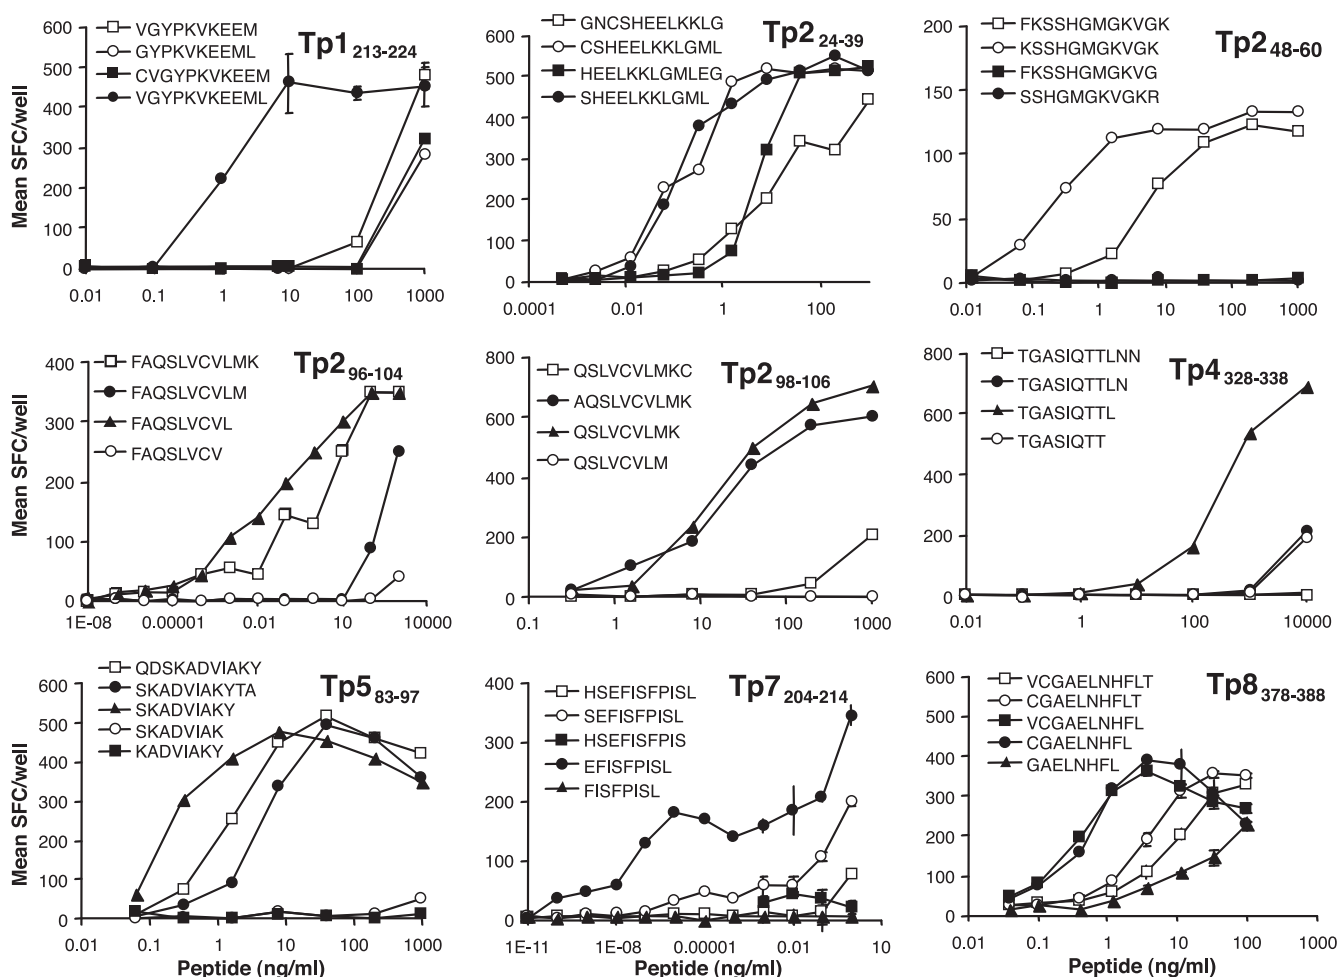 Tp1 213-224
VGYPKVKEEM
GYPKVKEEML
CVGYPKVKEEM
VGYPKVKEEML
Mean SFC/well
600
500
400
300
200
100
0
0.01 0.1 1 10 100 1000
Tp2 24-39
GNCSHEELKKLG
CSHEELKKLGML
HEELKKLGMLEG
SHEELKKLGML
600
500
400
300
200
100
0
0.0001 0.01 1 100
Tp2 48-60
FKSSHGMGKVGK
KSSHGMGKVGK
FKSSHGMGKVG
SSHGMGKVGKR
200
150
100
50
0
0.01 0.1 1 10 100 1000
Tp2 96-104
FAQSLVCVLMK
FAQSLVCVLM
FAQSLVCVL
FAQSLVCV
Mean SFC/well
400
300
200
100
0
1E-08 0.00001 0.01 10 10000
Tp2 98-106
QSLVCVLMKC
AQSLVCVLMK
QSLVCVLMK
QSLVCVLM
800
600
400
200
0
0.1 1 10 100 1000
Tp4 328-338
TGASIQTTLNN
TGASIQTTLN
TGASIQTTL
TGASIQTT
800
600
400
200
0
0.01 1 100 10000
Tp5 83-97
QDSKADVIAKY
SKADVIAKYTA
SKADVIAKY
SKADVIAK
KADVIAKY
Mean SFC/well
600
500
400
300
200
100
0
0.01 0.1 1 10 100 1000
Peptide (ng/ml)
Tp7 204-214
HSEFISFPISL
SEFISFPISL
HSEFISFPIS
EFISFPISL
FISFPISL
400
300
200
100
0
1E-11 1E-08 0.00001 0.01 10
Peptide (ng/ml)
Tp8 378-388
VCGAELNHFLT
CGAELNHFLT
VCGAELNHFL
CGAELNHFL
GAELNHFL
600
500
400
300
200
100
0
0.01 0.1 1 10 100 1000
Peptide (ng/ml)